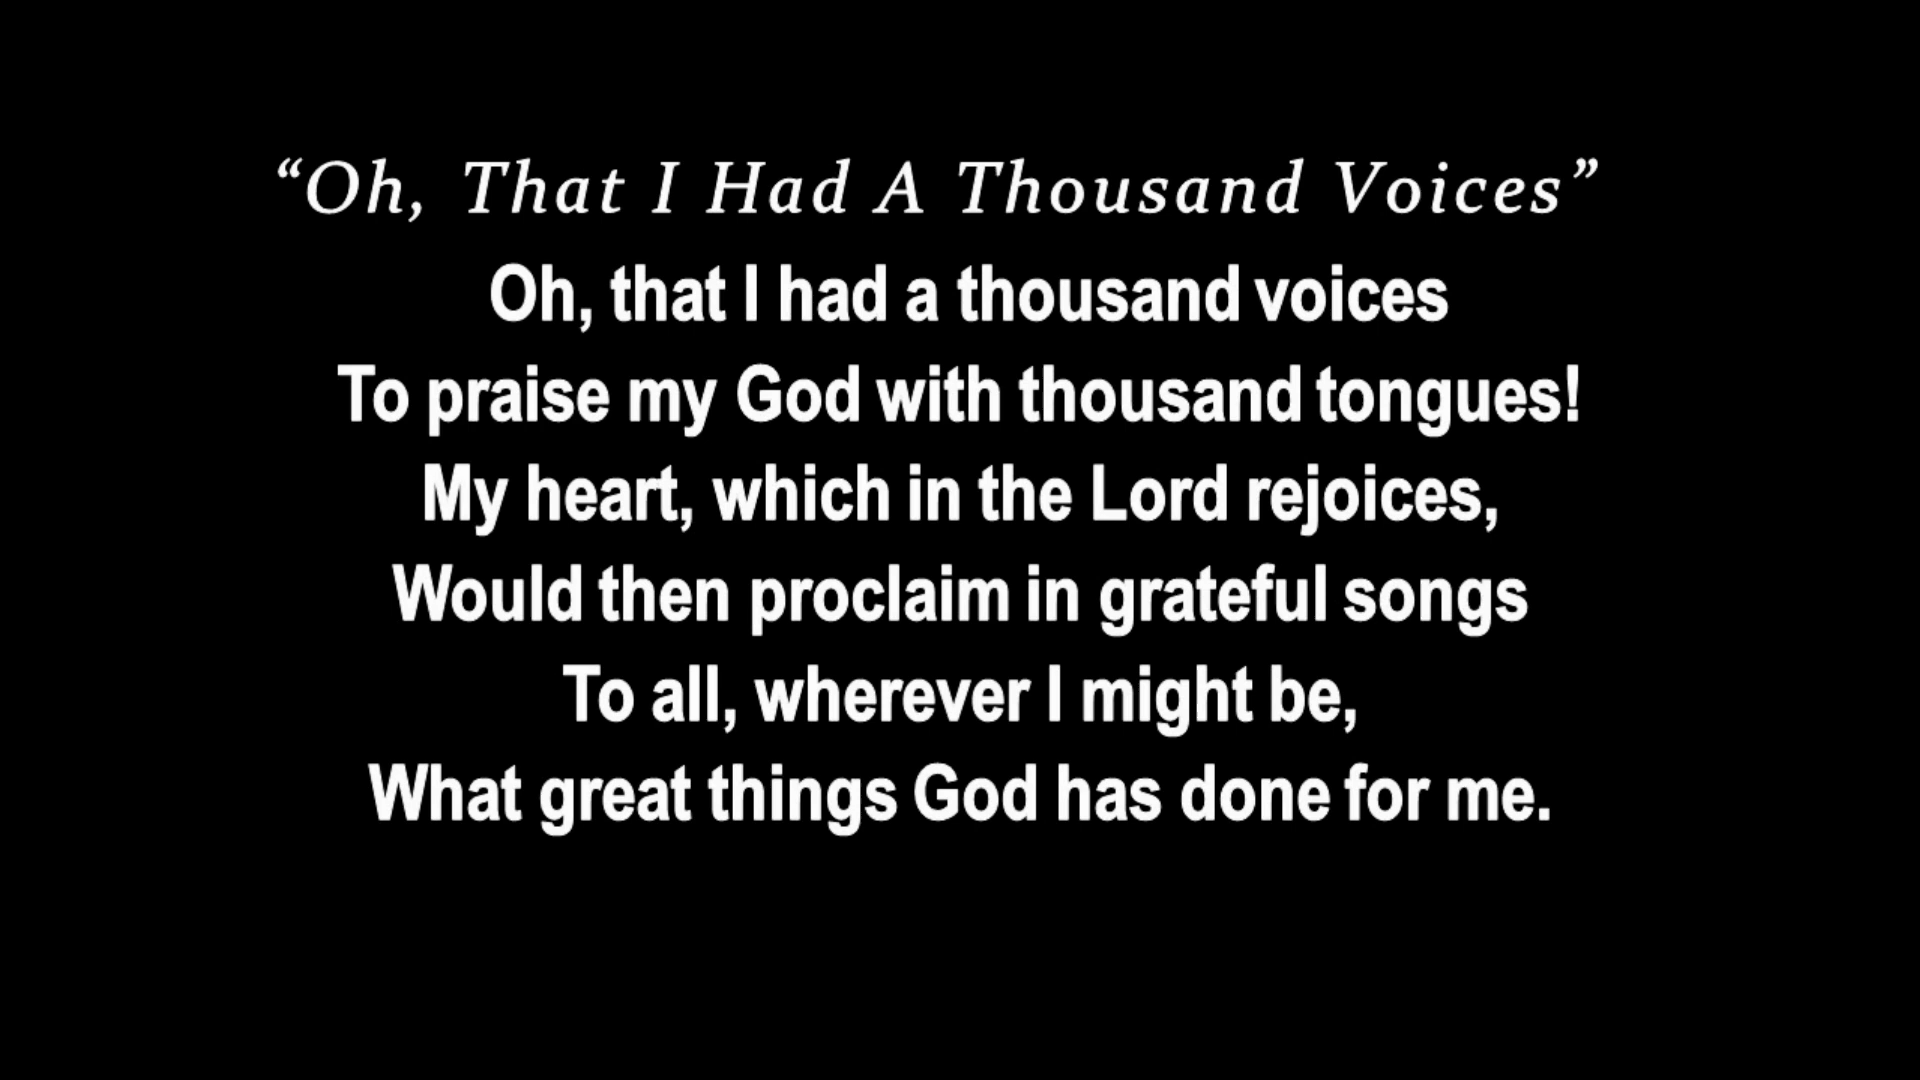 “Oh, That I Had A Thousand Voices”
Oh, that I had a thousand voices
To praise my God with thousand tongues!
My heart, which in the Lord rejoices,
Would then proclaim in grateful songs
To all, wherever I might be,
What great things God has done for me.